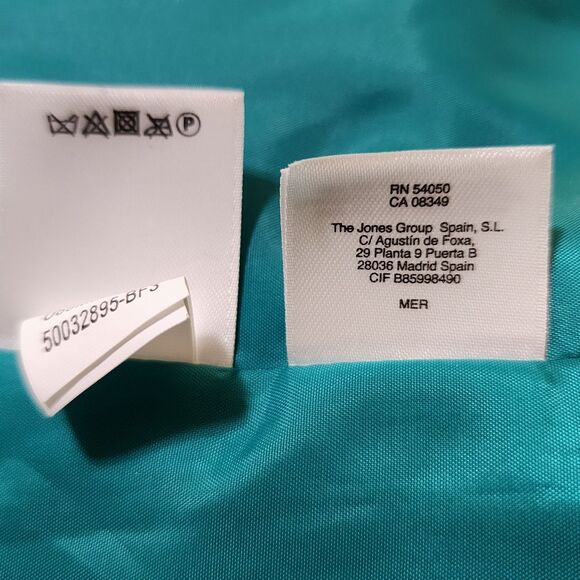 P
50032895-BFS
RN 54050
CA 08349
The Jones Group Spain, S.L.
C/ Agustín de Foxa,
29 Planta 9 Puerta B
28036 Madrid Spain
CIF B85998490
MER